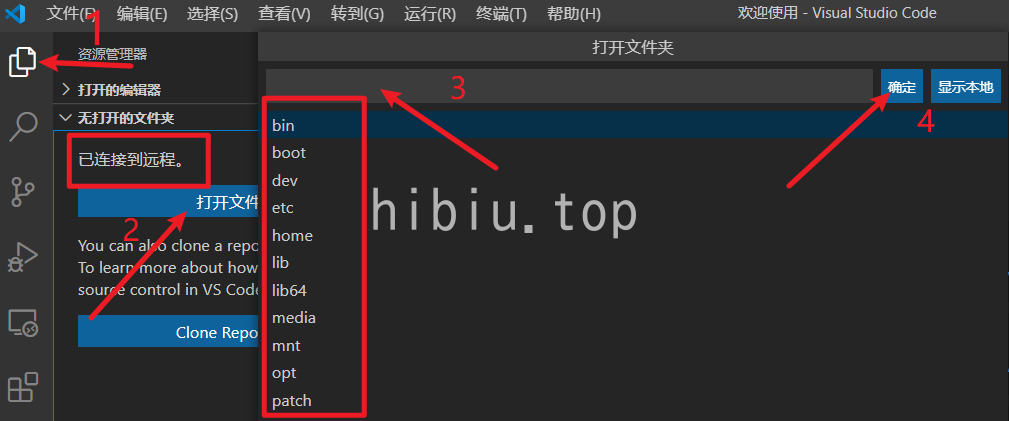 文件(F) 编辑(E) 选择(S) 查看(V) 转到(G) 运行(R) 终端(T) 帮助(H) 欢迎使用 - Visual Studio Code
1
资源管理器
打开的编辑器
无打开的文件夹
已连接到远程。
打开文件
2
You can also clone a repo
To learn more about how
source control in VS Code
Clone Repo
打开文件夹
3
确定 显示本地
4
bin
boot
dev
etc
home
lib
lib64
media
mnt
opt
patch
hibiu.top